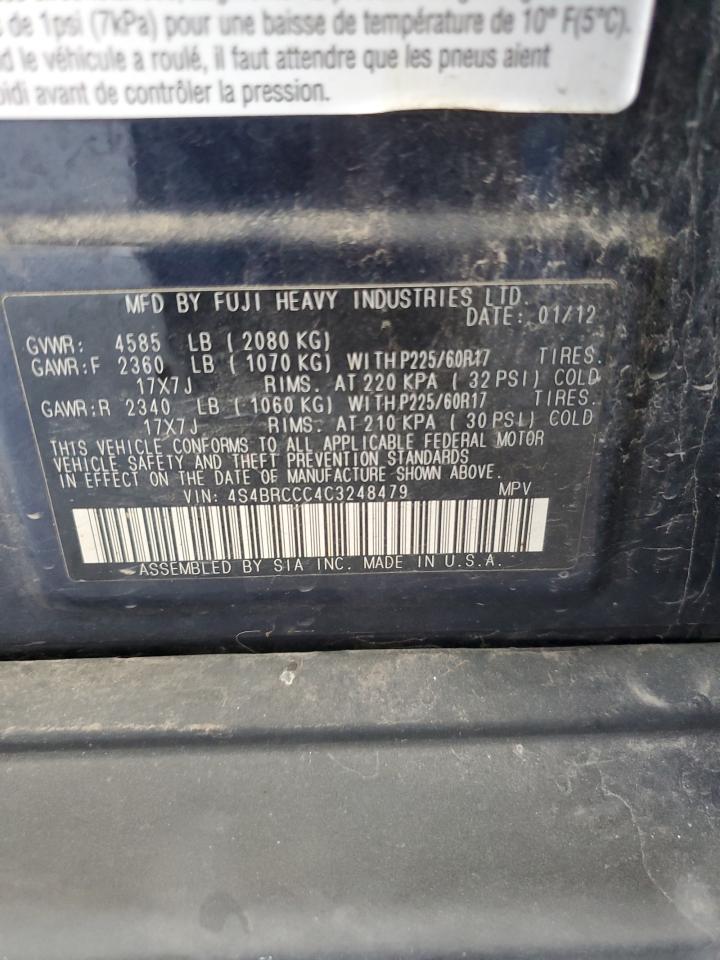 de 1psi (7kPa) pour une baisse de température de 10° F(5°C).
le véhicule a roulé, il faut attendre que les pneus aient
avant de contrôler la pression.
MFD BY FUJI HEAVY INDUSTRIES LTD.
DATE: 01/12
GVWR: 4585 LB ( 2080 KG)
GAWR:F 2360 LB ( 1070 KG) WITH P225/60R17 TIRES.
17X7J RIMS. AT 220 KPA ( 32 PSI) COLD
GAWR:R 2340 LB ( 1060 KG) WITH P225/60R17 TIRES.
17X7J RIMS. AT 210 KPA ( 30 PSI) COLD
THIS VEHICLE CONFORMS TO ALL APPLICABLE FEDERAL MOTOR
VEHICLE SAFETY AND THEFT PREVENTION STANDARDS
IN EFFECT ON THE DATE OF MANUFACTURE SHOWN ABOVE.
VIN: 4S4BRCCC4C3248479 MPV
ASSEMBLED BY SIA INC. MADE IN U.S.A.